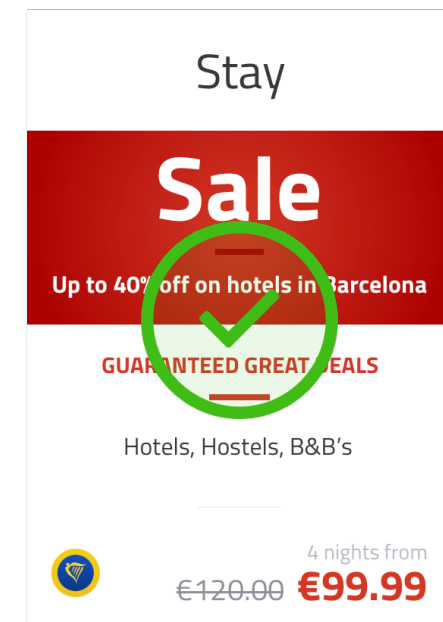 Stay
Sale
Up to 40% off on hotels in Barcelona
GUARANTEED GREAT DEALS
Hotels, Hostels, B&B’s
4 nights from
€120.00 €99.99